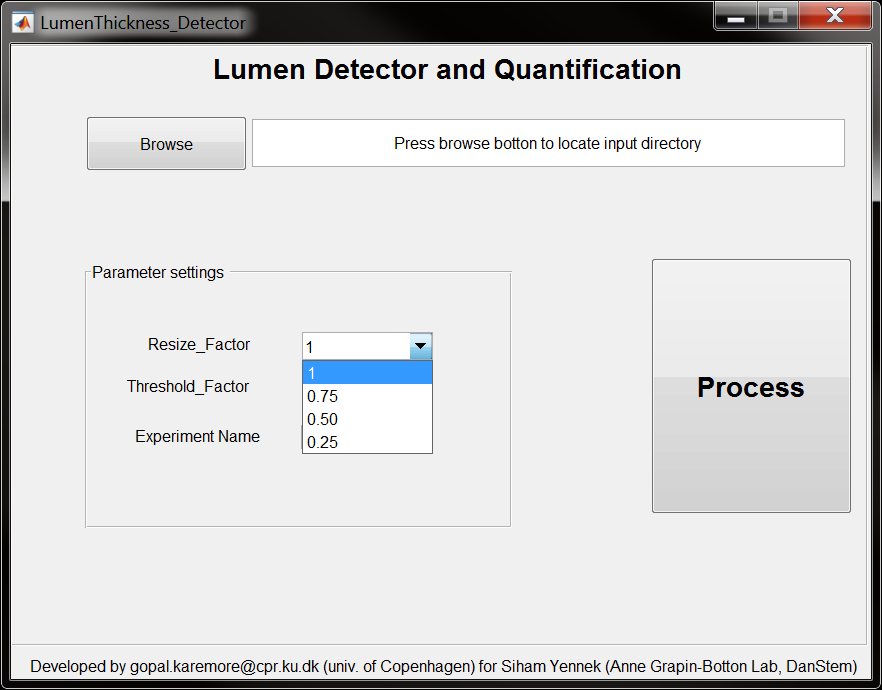 LumenThickness_Detector
Lumen Detector and Quantification
Browse
Press browse botton to locate input directory
Parameter settings
Resize_Factor
1
1
0.75
0.50
0.25
Threshold_Factor
Experiment Name
Process
Developed by gopal.karemore@cpr.ku.dk (univ. of Copenhagen) for Siham Yennek (Anne Grapin-Botton Lab, DanStem)